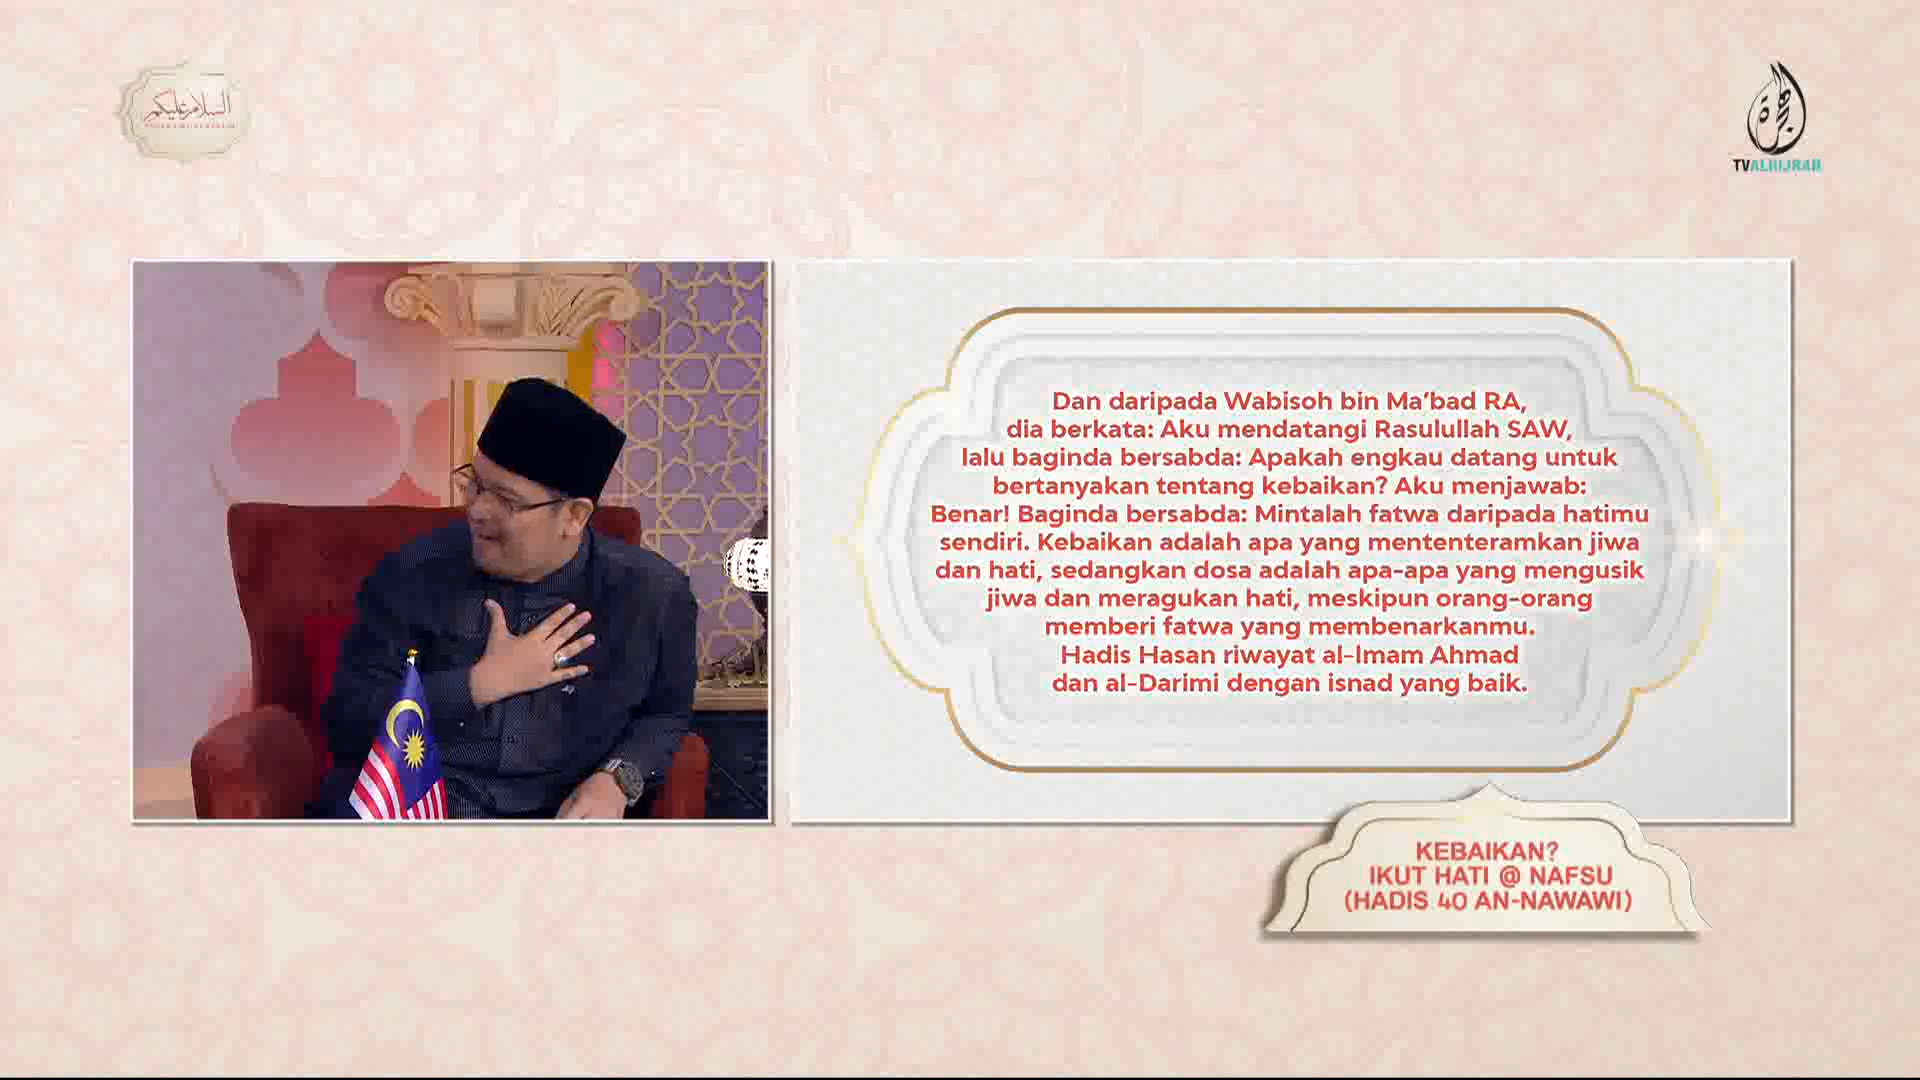 السلام عليكم
TVALHIJRAH
Dan daripada Wabisoh bin Ma'bad RA,
dia berkata: Aku mendatangi Rasulullah SAW,
lalu baginda bersabda: Apakah engkau datang untuk
bertanyakan tentang kebaikan? Aku menjawab:
Benar! Baginda bersabda: Mintalah fatwa daripada hatimu
sendiri. Kebaikan adalah apa yang mententeramkan jiwa
dan hati, sedangkan dosa adalah apa-apa yang mengusik
jiwa dan meragukan hati, meskipun orang-orang
memberi fatwa yang membenarkanmu.
Hadis Hasan riwayat al-Imam Ahmad
dan al-Darimi dengan isnad yang baik.
KEBAIKAN?
IKUT HATI @ NAFSU
(HADIS 40 AN-NAWAWI)